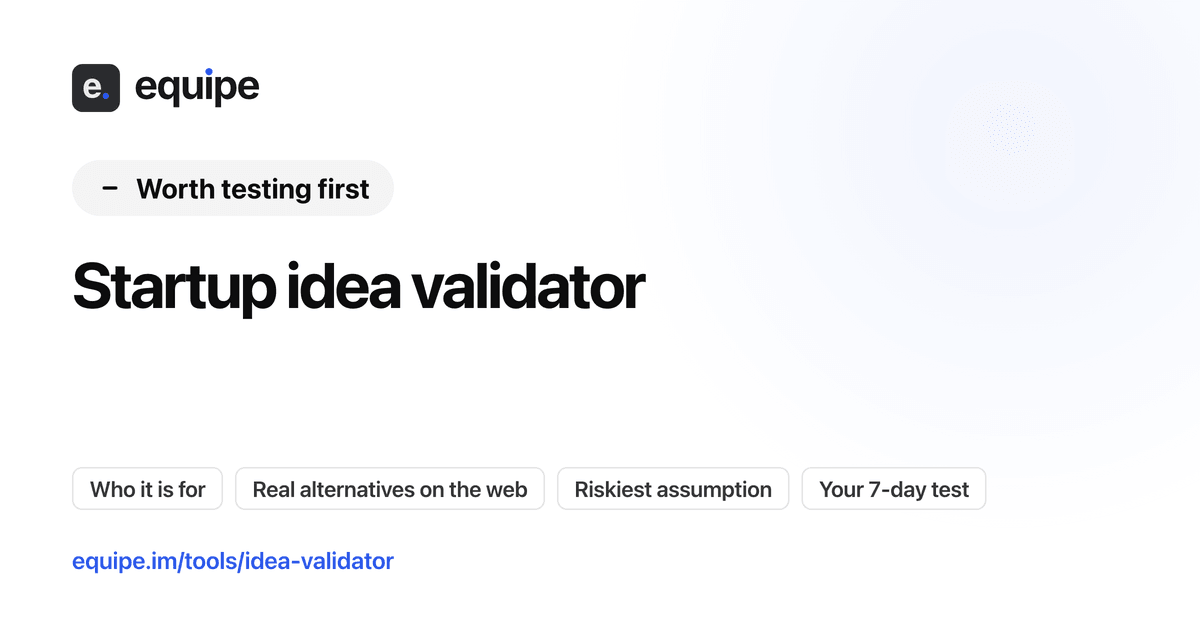 e. equipe
– Worth testing first
Startup idea validator
Who it is for
Real alternatives on the web
Riskiest assumption
Your 7-day test
equipe.im/tools/idea-validator